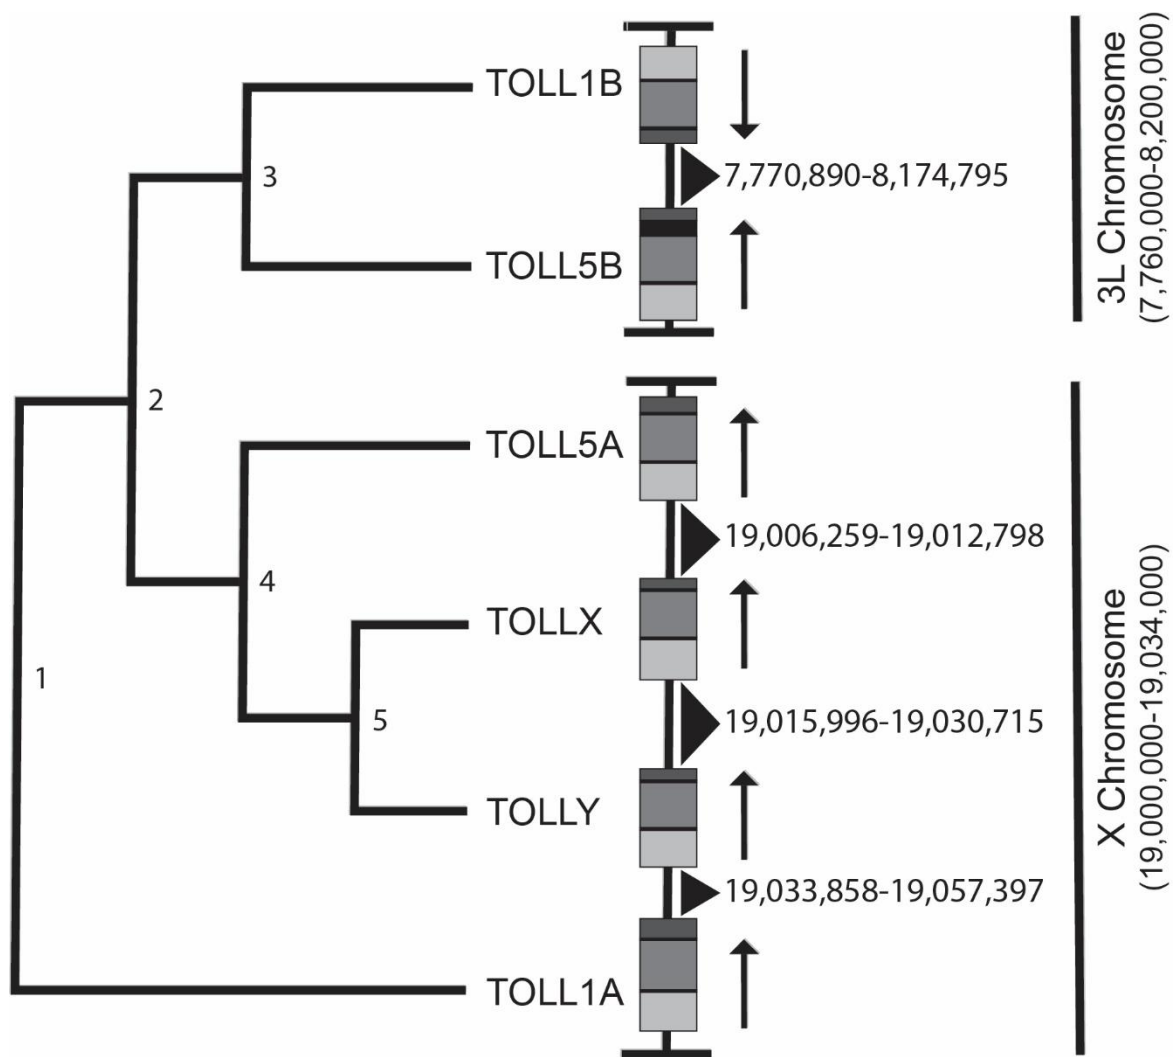 TOLL1B
3
7,770,890-8,174,795
TOLL5B
3L Chromosome
(7,760,000-8,200,000)
2
TOLL5A
4
19,006,259-19,012,798
TOLLX
1
5
19,015,996-19,030,715
TOLLY
19,033,858-19,057,397
TOLL1A
X Chromosome
(19,000,000-19,034,000)